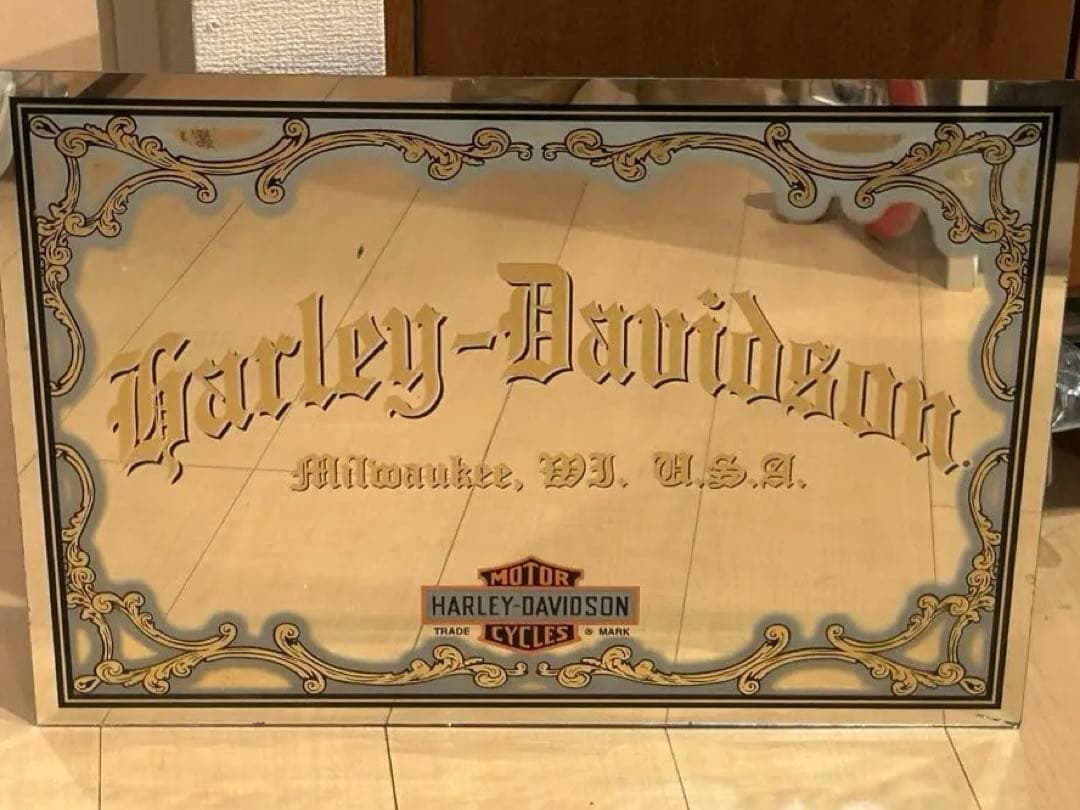 Harley-Davidson.
Milwaukee, WI. U.S.A.
MOTOR
HARLEY-DAVIDSON
TRADE CYCLES ® MARK